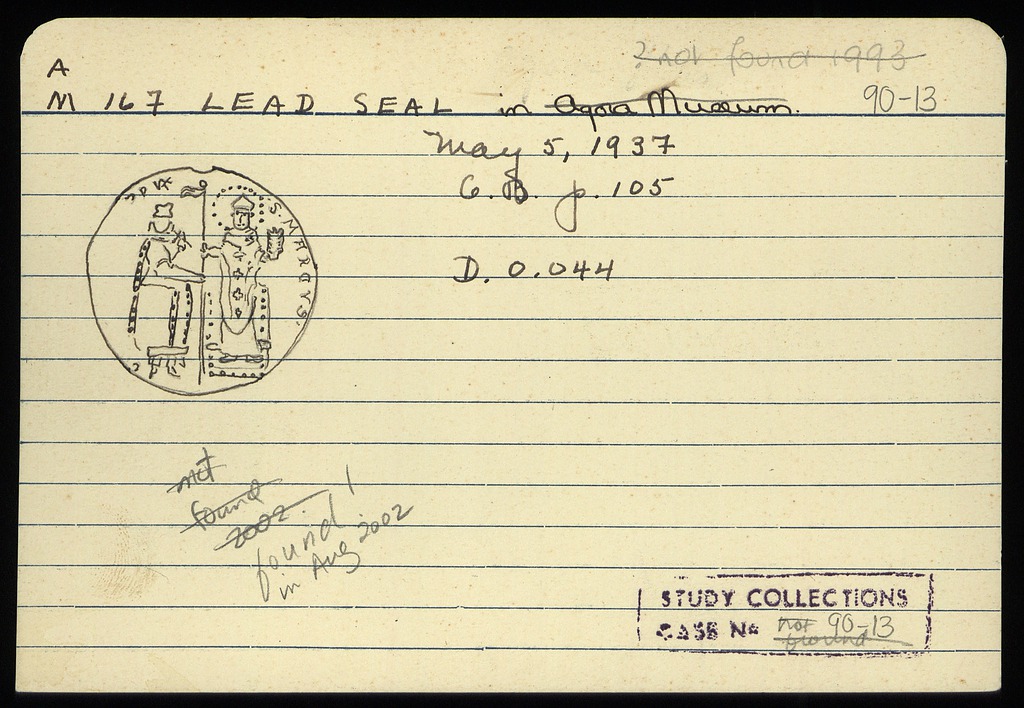 ? not found 1993
A
M 167 LEAD SEAL in Agora Museum. 90-13
May 5, 1937
G.B. p. 105
D. 0.044
S. MARCVS.
not
found
2002
found!
in Aug 2002
STUDY COLLECTIONS
CASE No not found 90-13